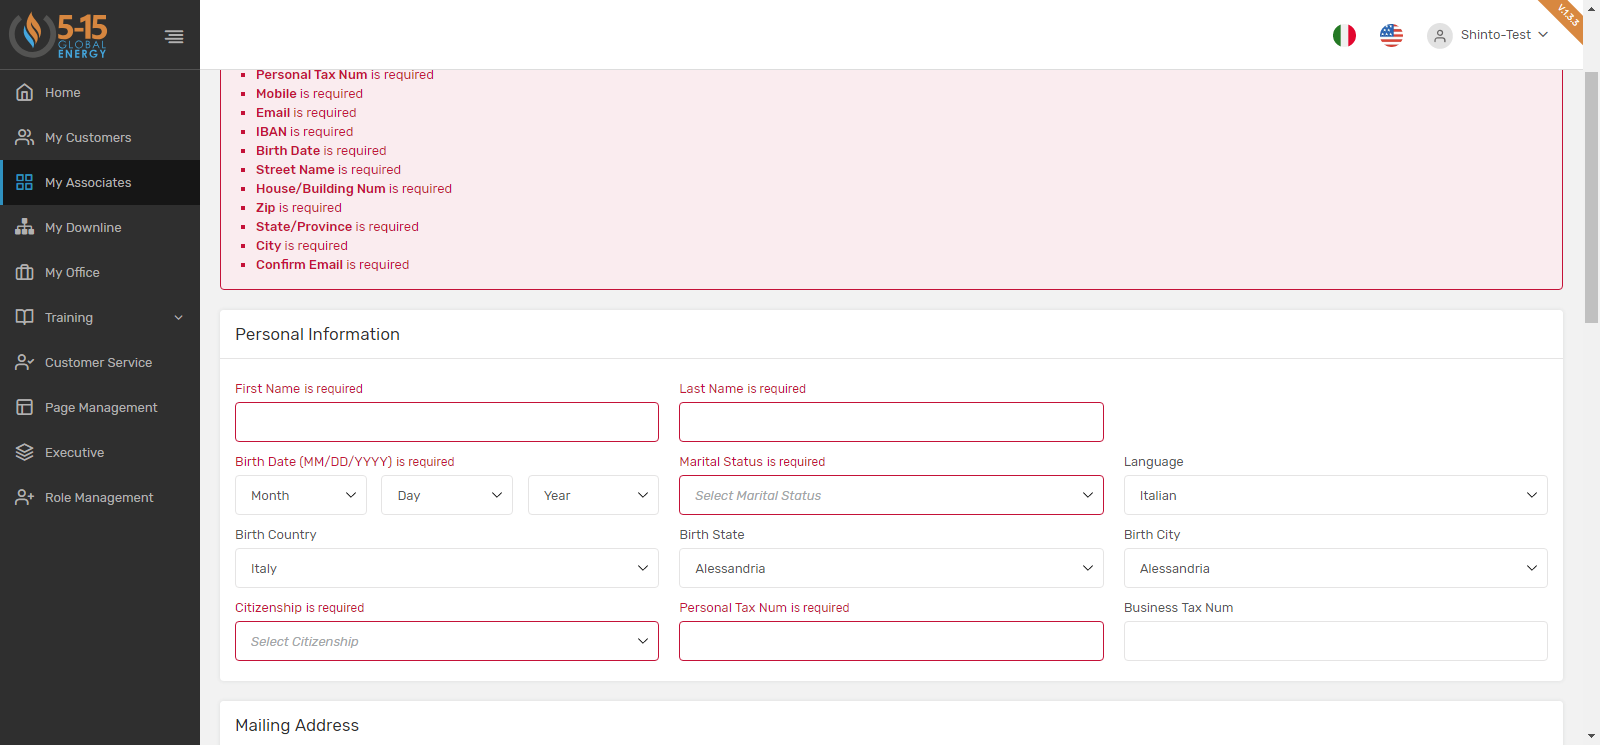 5-15
GLOBAL
ENERGY
Shinto-Test
V.1.3.3
Home
My Customers
My Associates
My Downline
My Office
Training
Customer Service
Page Management
Executive
Role Management
Personal Tax Num is required
Mobile is required
Email is required
IBAN is required
Birth Date is required
Street Name is required
House/Building Num is required
Zip is required
State/Province is required
City is required
Confirm Email is required
Personal Information
First Name is required
Last Name is required
Birth Date (MM/DD/YYYY) is required
Marital Status is required
Language
Month
Day
Year
Select Marital Status
Italian
Birth Country
Birth State
Birth City
Italy
Alessandria
Alessandria
Citizenship is required
Personal Tax Num is required
Business Tax Num
Select Citizenship
Mailing Address